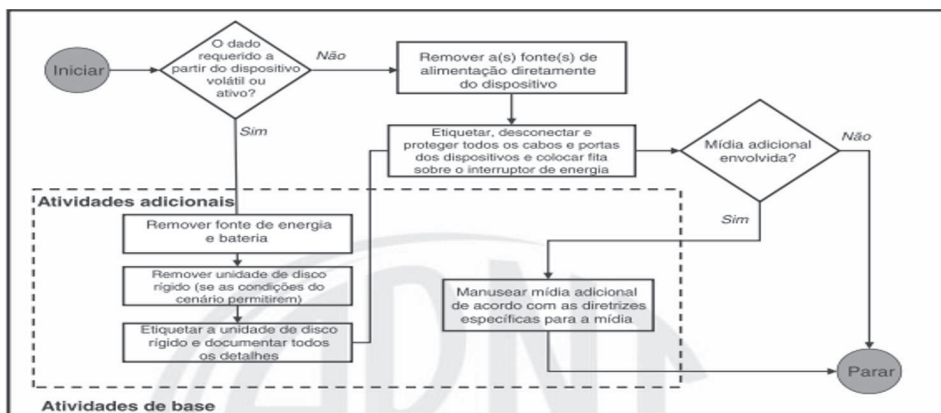 Iniciar
O dado
requerido a
partir do dispositivo
volátil ou
ativo?
Não
Remover a(s) fonte(s) de
alimentação diretamente
do dispositivo
Sim
Etiquetar, desconectar e
proteger todos os cabos e portas
dos dispositivos e colocar fita
sobre o interruptor de energia
Mídia adicional
envolvida?
Não
Sim
Atividades adicionais
Remover fonte de energia
e bateria
Remover unidade de disco
rígido (se as condições do
cenário permitirem)
Etiquetar a unidade de disco
rígido e documentar todos
os detalhes
Manusear mídia adicional
de acordo com as diretrizes
específicas para a mídia
Parar
Atividades de base
ADN